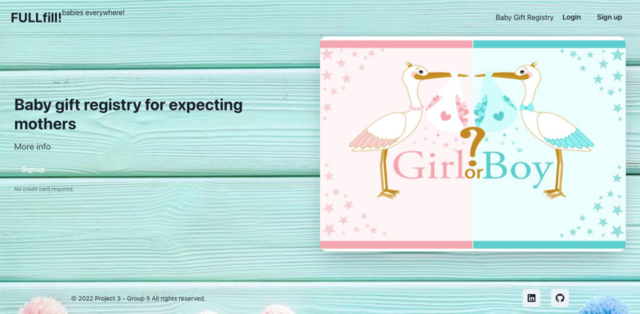 FULLfill! babies everywhere!
Baby Gift Registry Login Sign up
Baby gift registry for expecting
mothers
More info
Signup
No credit card required
Girl or Boy
?
© 2022 Project 3 - Group 5 All rights reserved.
in